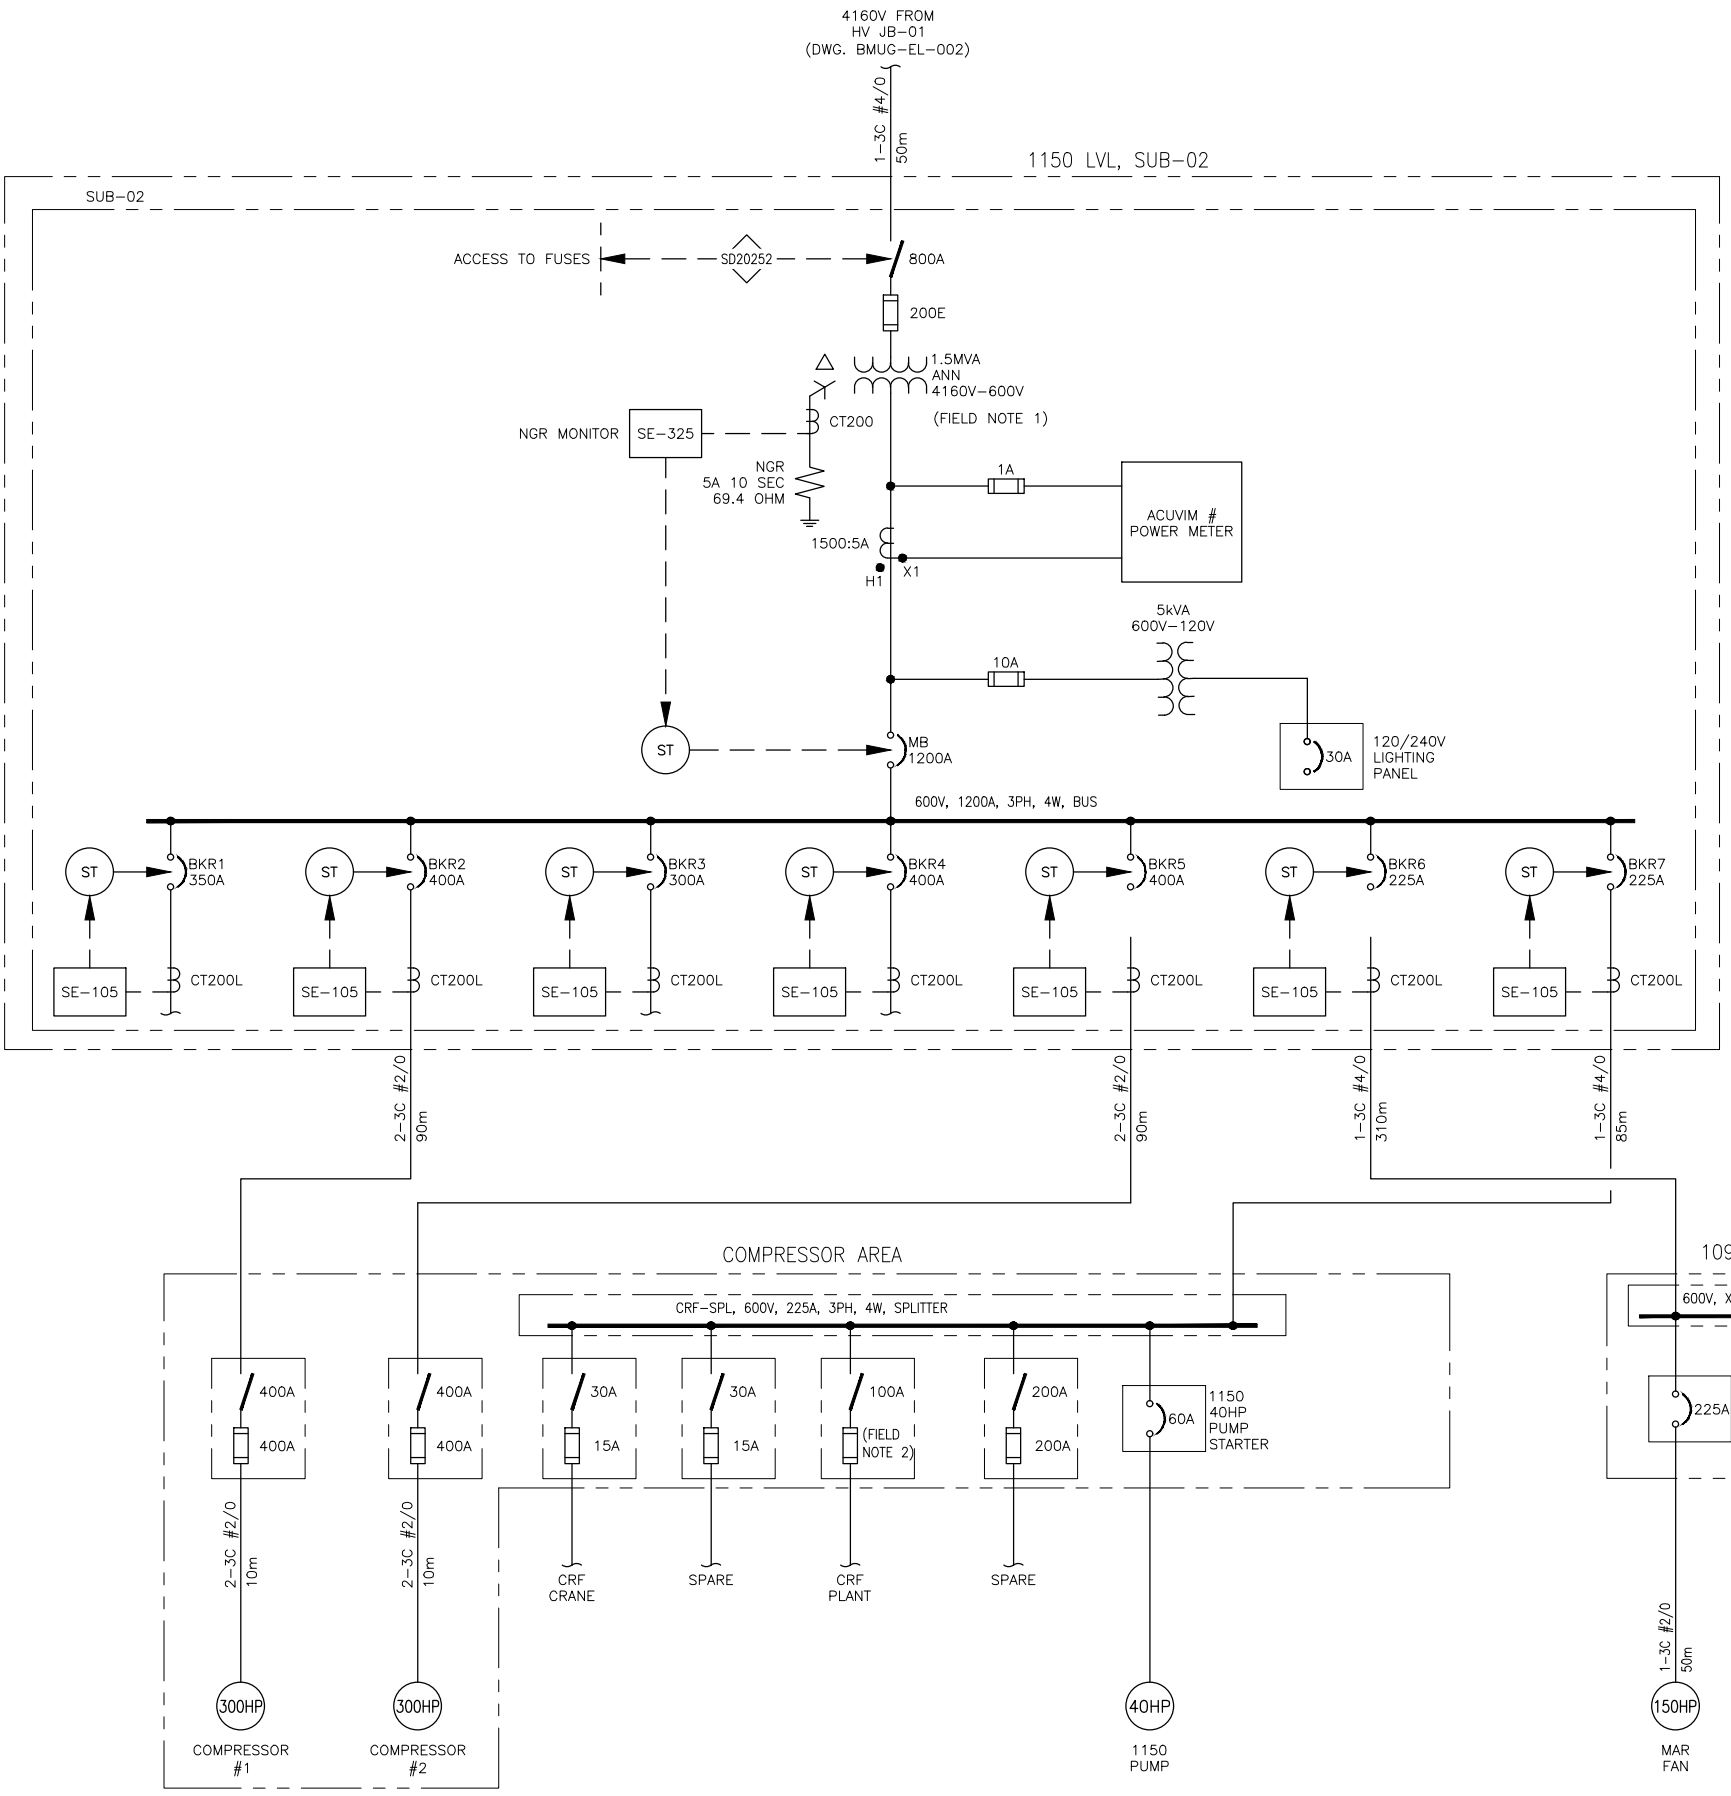 4160V FROM
HV JB-01
(DWG. BMUG-EL-002)
1-3C #4/0
50m
1150 LVL, SUB-02
SUB-02
ACCESS TO FUSES
SD20252
800A
200E
1.5MVA
ANN
4160V-600V
(FIELD NOTE 1)
CT200
NGR MONITOR
SE-325
NGR
5A 10 SEC
69.4 OHM
1A
ACUVIM #
POWER METER
1500:5A
H1
X1
5kVA
600V-120V
10A
ST
MB
1200A
30A
120/240V
LIGHTING
PANEL
600V, 1200A, 3PH, 4W, BUS
ST
BKR1
350A
ST
BKR2
400A
ST
BKR3
300A
ST
BKR4
400A
ST
BKR5
400A
ST
BKR6
225A
ST
BKR7
225A
SE-105
CT200L
SE-105
CT200L
SE-105
CT200L
SE-105
CT200L
SE-105
CT200L
SE-105
CT200L
SE-105
CT200L
2-3C #2/0
90m
2-3C #2/0
90m
1-3C #4/0
310m
1-3C #4/0
85m
COMPRESSOR AREA
109
CRF-SPL, 600V, 225A, 3PH, 4W, SPLITTER
600V, X
400A
400A
400A
400A
30A
15A
30A
15A
100A
(FIELD
NOTE 2)
200A
200A
60A
1150
40HP
PUMP
STARTER
225A
2-3C #2/0
10m
2-3C #2/0
10m
CRF
CRANE
SPARE
CRF
PLANT
SPARE
1-3C #2/0
50m
300HP
COMPRESSOR
#1
300HP
COMPRESSOR
#2
40HP
1150
PUMP
150HP
MAR
FAN